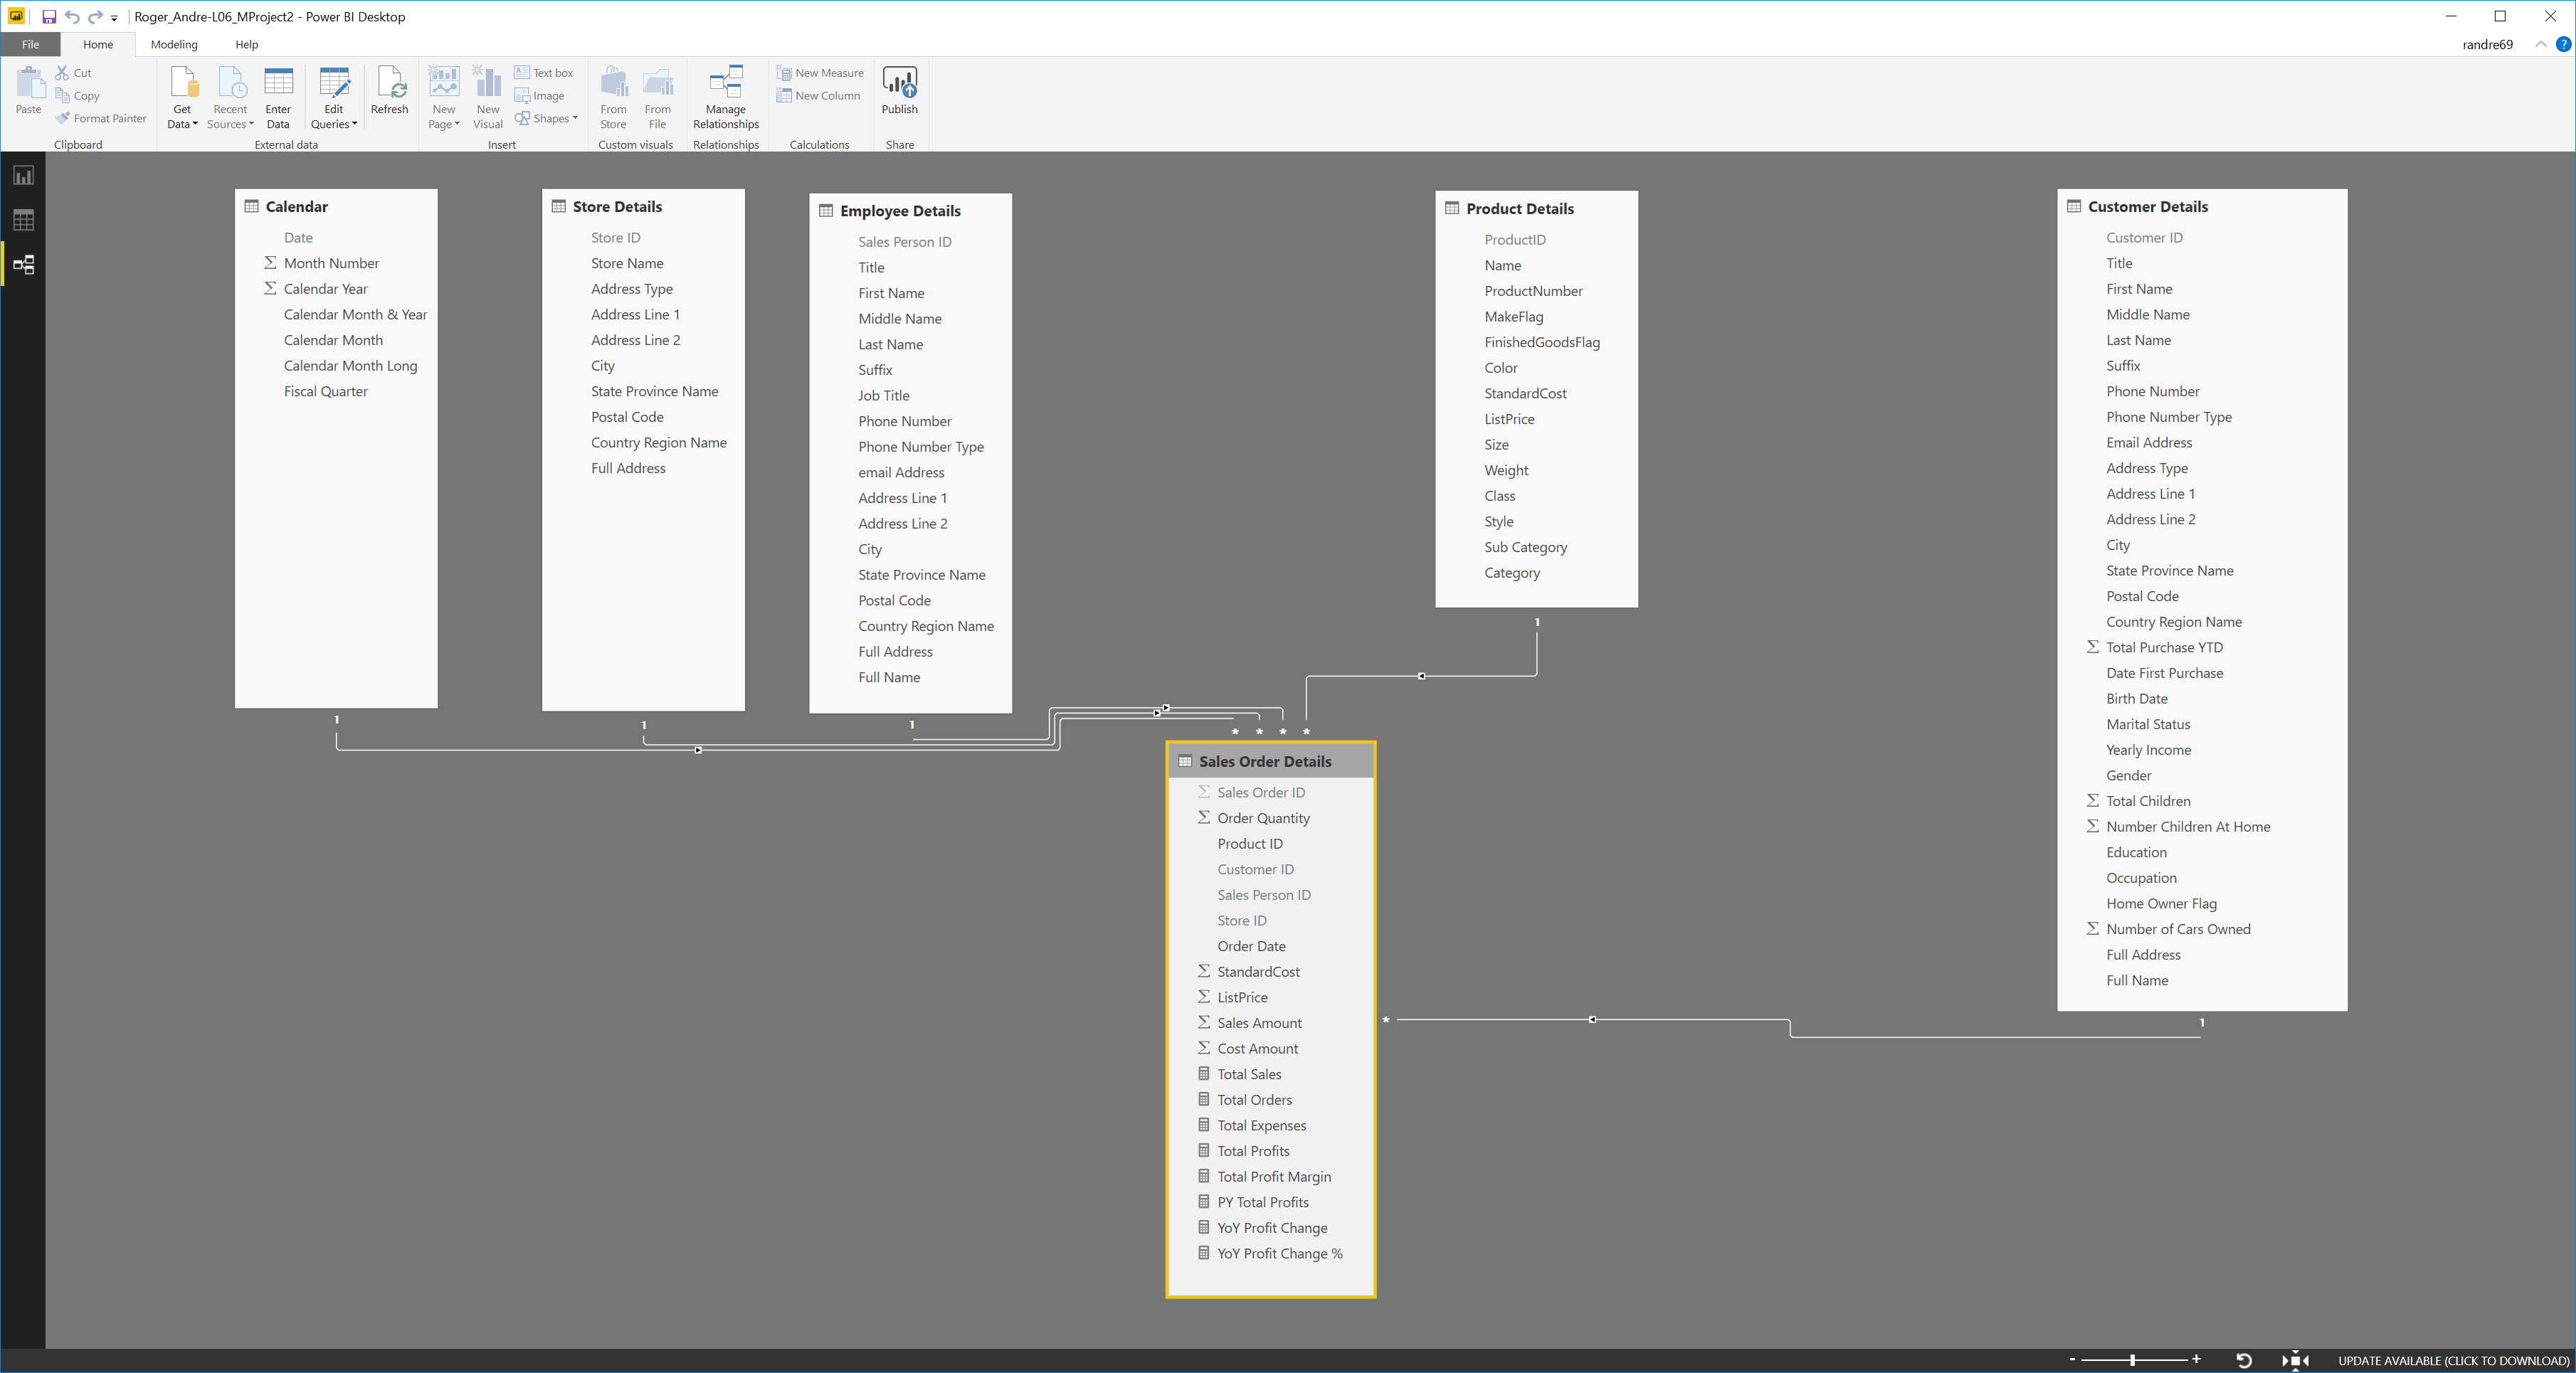 Roger_Andre-L06_MProject2 - Power BI Desktop
File
Home
Modeling
Help
randre69
?
Paste
Cut
Copy
Format Painter
Clipboard
Get
Data
Recent
Sources
Enter
Data
Edit
Queries
Refresh
External data
New
Page
New
Visual
Text box
Image
Shapes
Insert
From
Store
From
File
Custom visuals
Manage
Relationships
Relationships
New Measure
New Column
Calculations
Publish
Share
Calendar
Date
Σ Month Number
Σ Calendar Year
Calendar Month & Year
Calendar Month
Calendar Month Long
Fiscal Quarter
1
Store Details
Store ID
Store Name
Address Type
Address Line 1
Address Line 2
City
State Province Name
Postal Code
Country Region Name
Full Address
1
Employee Details
Sales Person ID
Title
First Name
Middle Name
Last Name
Suffix
Job Title
Phone Number
Phone Number Type
email Address
Address Line 1
Address Line 2
City
State Province Name
Postal Code
Country Region Name
Full Address
Full Name
1
Product Details
ProductID
Name
ProductNumber
MakeFlag
FinishedGoodsFlag
Color
StandardCost
ListPrice
Size
Weight
Class
Style
Sub Category
Category
1
Customer Details
Customer ID
Title
First Name
Middle Name
Last Name
Suffix
Phone Number
Phone Number Type
Email Address
Address Type
Address Line 1
Address Line 2
City
State Province Name
Postal Code
Country Region Name
Σ Total Purchase YTD
Date First Purchase
Birth Date
Marital Status
Yearly Income
Gender
Σ Total Children
Σ Number Children At Home
Education
Occupation
Home Owner Flag
Σ Number of Cars Owned
Full Address
Full Name
1
* * * *
Sales Order Details
Σ Sales Order ID
Σ Order Quantity
Product ID
Customer ID
Sales Person ID
Store ID
Order Date
Σ StandardCost
Σ ListPrice
Σ Sales Amount
Σ Cost Amount
Total Sales
Total Orders
Total Expenses
Total Profits
Total Profit Margin
PY Total Profits
YoY Profit Change
YoY Profit Change %
*
- +
UPDATE AVAILABLE (CLICK TO DOWNLOAD)